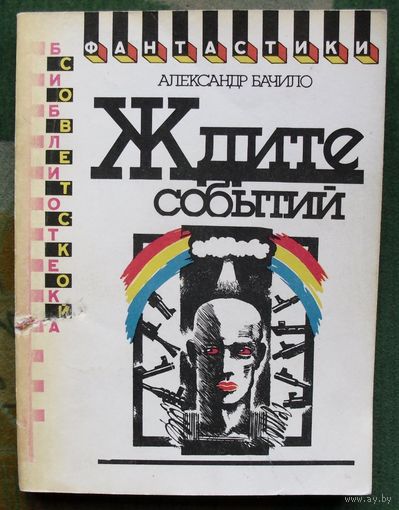 ФАНТАСТИКИ
БИБЛИОТЕКА
СОВЕТСКОЙ
АЛЕКСАНДР БАЧИЛО
Ждите
событий
www.ay.by